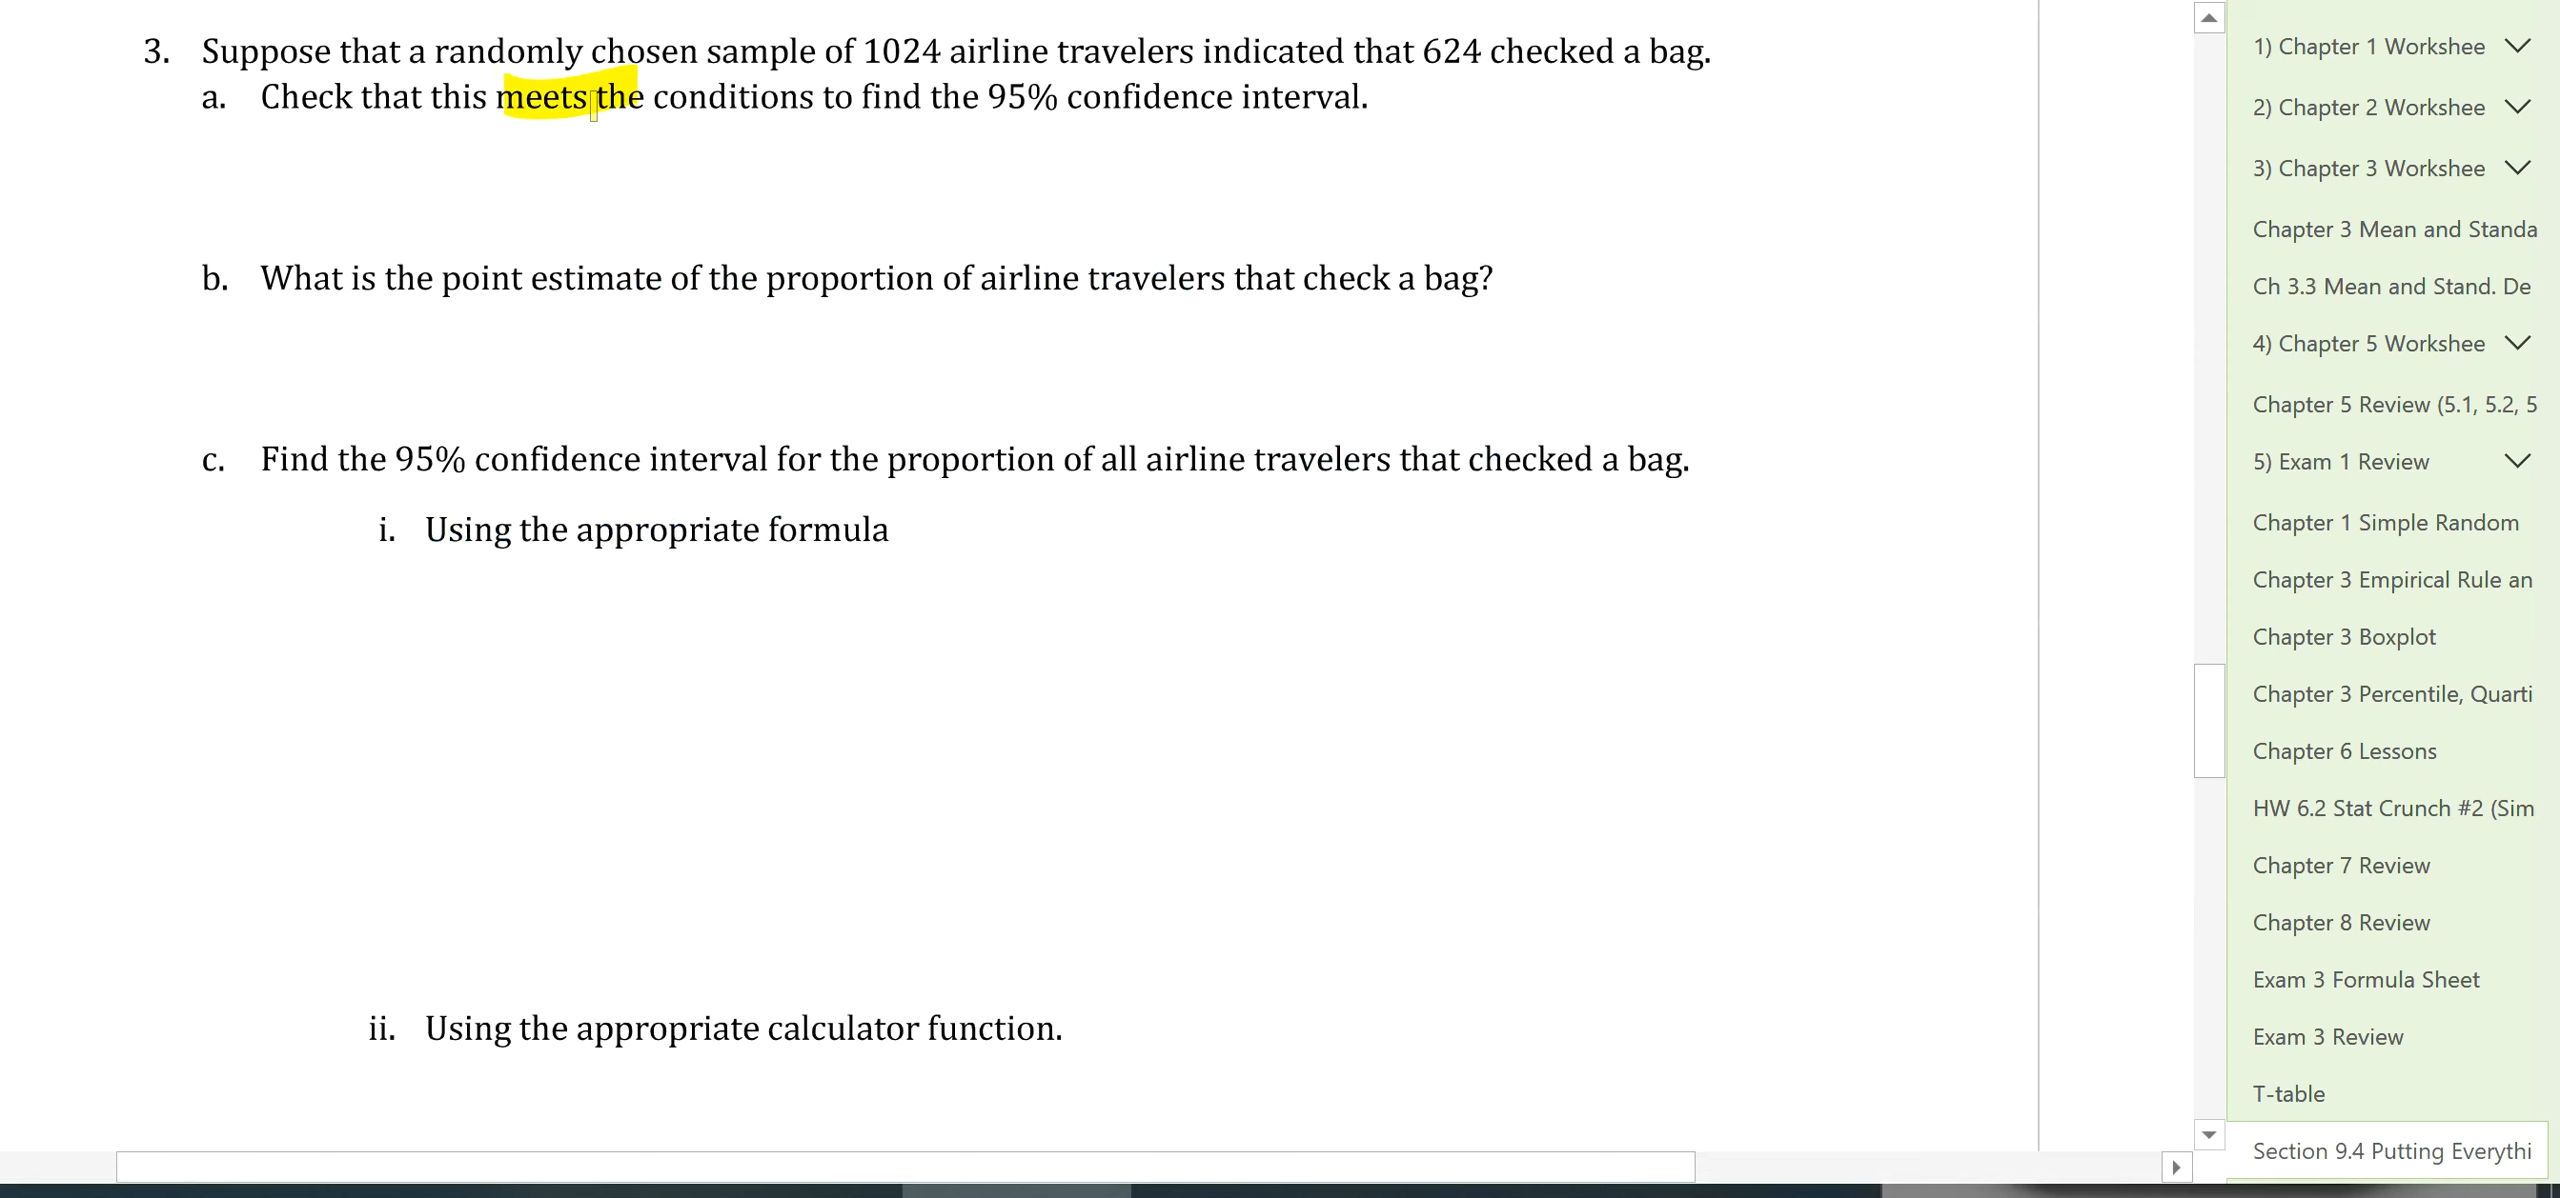 3. Suppose that a randomly chosen sample of 1024 airline travelers indicated that 624 checked a bag.
a. Check that this meets the conditions to find the 95% confidence interval.
b. What is the point estimate of the proportion of airline travelers that check a bag?
c. Find the 95% confidence interval for the proportion of all airline travelers that checked a bag.
i. Using the appropriate formula
ii. Using the appropriate calculator function.
1) Chapter 1 Workshee
2) Chapter 2 Workshee
3) Chapter 3 Workshee
Chapter 3 Mean and Standa
Ch 3.3 Mean and Stand. De
4) Chapter 5 Workshee
Chapter 5 Review (5.1, 5.2, 5
5) Exam 1 Review
Chapter 1 Simple Random
Chapter 3 Empirical Rule an
Chapter 3 Boxplot
Chapter 3 Percentile, Quarti
Chapter 6 Lessons
HW 6.2 Stat Crunch #2 (Sim
Chapter 7 Review
Chapter 8 Review
Exam 3 Formula Sheet
Exam 3 Review
T-table
Section 9.4 Putting Everythi